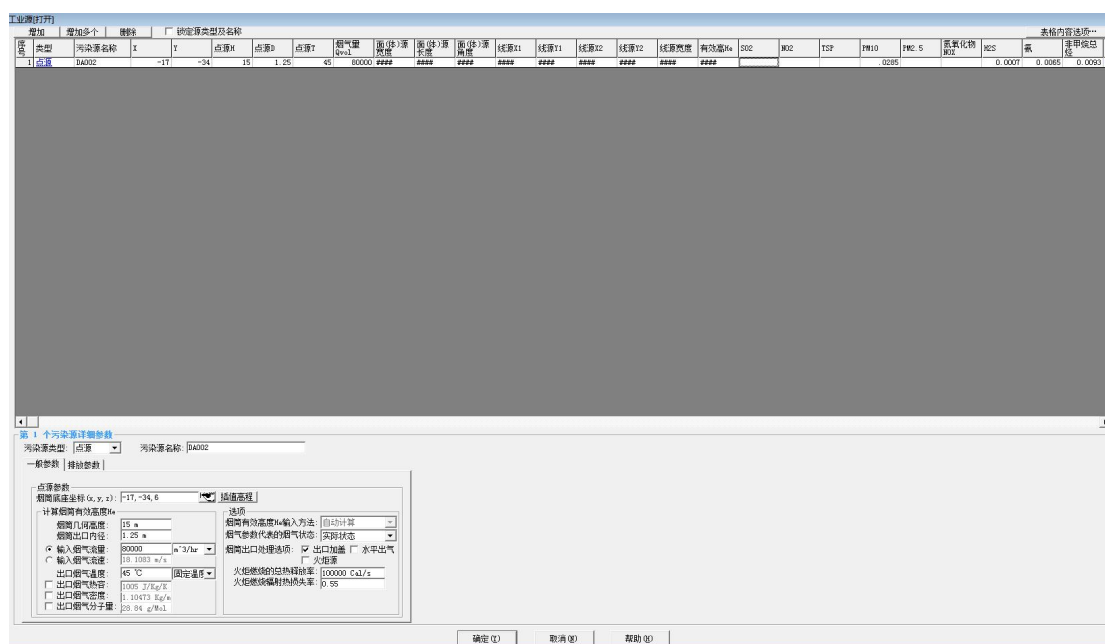 工业源[打开]
增加 增加多个 删除 锁定源类型及名称
表格内容选项…
序号 类型 污染源名称 X Y 点源H 点源D 点源T 烟气量Qvol 面(体)源宽度 面(体)源长度 面(体)源角度 线源X1 线源Y1 线源X2 线源Y2 线源宽度 有效高He SO2 NO2 TSP PM10 PM2.5 氮氧化物NOX H2S 氨 非甲烷总烃
1 点源 DA002 -17 -34 15 1.25 45 80000 #### #### #### #### #### #### #### #### #### .0285 0.0007 0.0065 0.0093
第 1 个污染源详细参数
污染源类型: 点源 污染源名称: DA002
一般参数 排放参数
点源参数
烟筒底座坐标(x,y,z): -17,-34,6 插值高程
计算烟筒有效高度He
烟筒几何高度: 15 m
烟筒出口内径: 1.25 m
输入烟气流量: 80000 m^3/hr
输入烟气流速: 18.1083 m/s
出口烟气温度: 45 ℃ 固定温度
出口烟气热容: 1005 J/Kg/K
出口烟气密度: 1.10473 Kg/m
出口烟气分子量: 28.84 g/Mol
选项
烟筒有效高度He输入方法: 自动计算
烟气参数代表的烟气状态: 实际状态
烟筒出口处理选项: 出口加盖 水平出气
火炬源
火炬燃烧的总热释放率: 100000 Cal/s
火炬燃烧辐射热损失率: 0.55
确定(Y) 取消(N) 帮助(H)